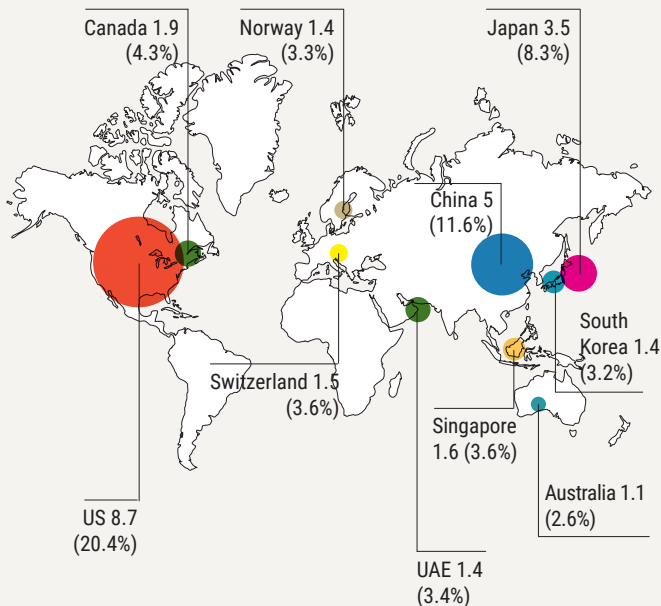 Canada 1.9
(4.3%)
Norway 1.4
(3.3%)
Japan 3.5
(8.3%)
China 5
(11.6%)
South
Korea 1.4
(3.2%)
Switzerland 1.5
(3.6%)
Singapore
1.6 (3.6%)
Australia 1.1
(2.6%)
US 8.7
(20.4%)
UAE 1.4
(3.4%)